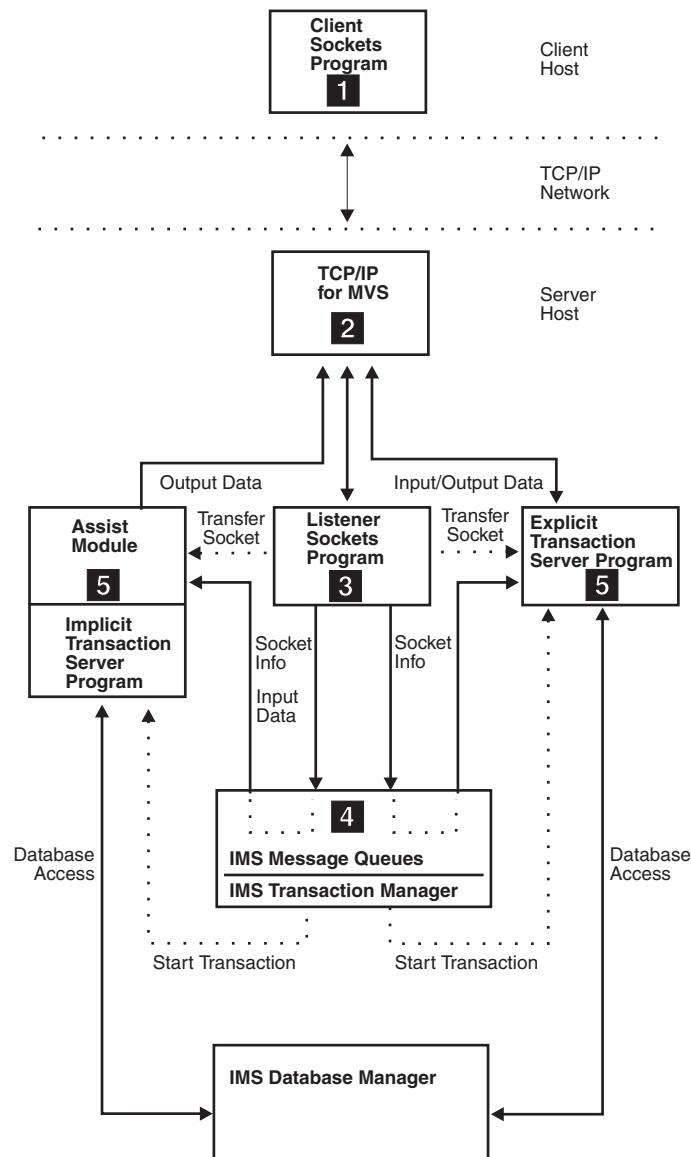 Client
Sockets
Program
1
Client
Host
TCP/IP
Network
TCP/IP
for MVS
2
Server
Host
Output Data
Input/Output Data
Assist
Module
5
Transfer
Socket
Listener
Sockets
Program
3
Transfer
Socket
Explicit
Transaction
Server Program
5
Implicit
Transaction
Server
Program
Socket
Info
Input
Data
Socket
Info
4
IMS Message Queues
IMS Transaction Manager
Database
Access
Database
Access
Start Transaction
Start Transaction
IMS Database Manager